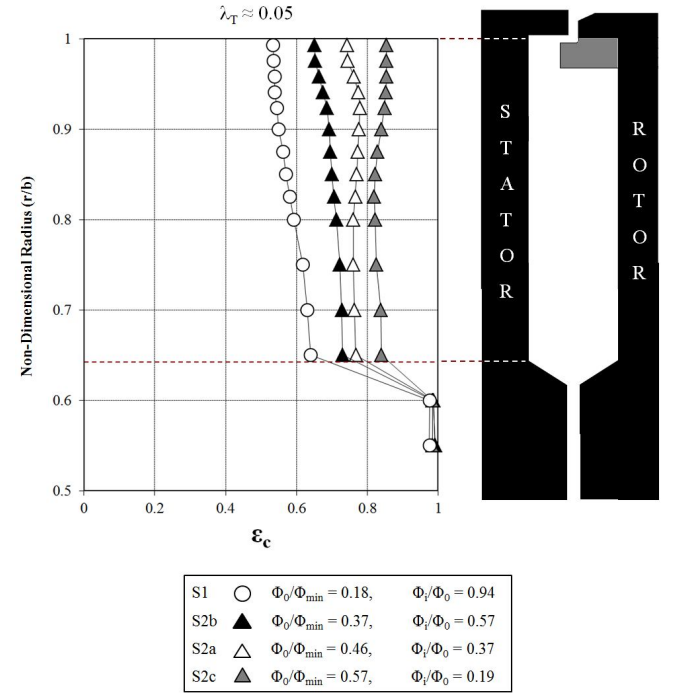 λT ≈ 0.05
Non-Dimensional Radius (r/b)
1
0.9
0.8
0.7
0.6
0.5
0
0.2
0.4
0.6
0.8
1
εc
STATOR
ROTOR
S1 Φ0/Φmin = 0.18, Φi/Φ0 = 0.94
S2b Φ0/Φmin = 0.37, Φi/Φ0 = 0.57
S2a Φ0/Φmin = 0.46, Φi/Φ0 = 0.37
S2c Φ0/Φmin = 0.57, Φi/Φ0 = 0.19